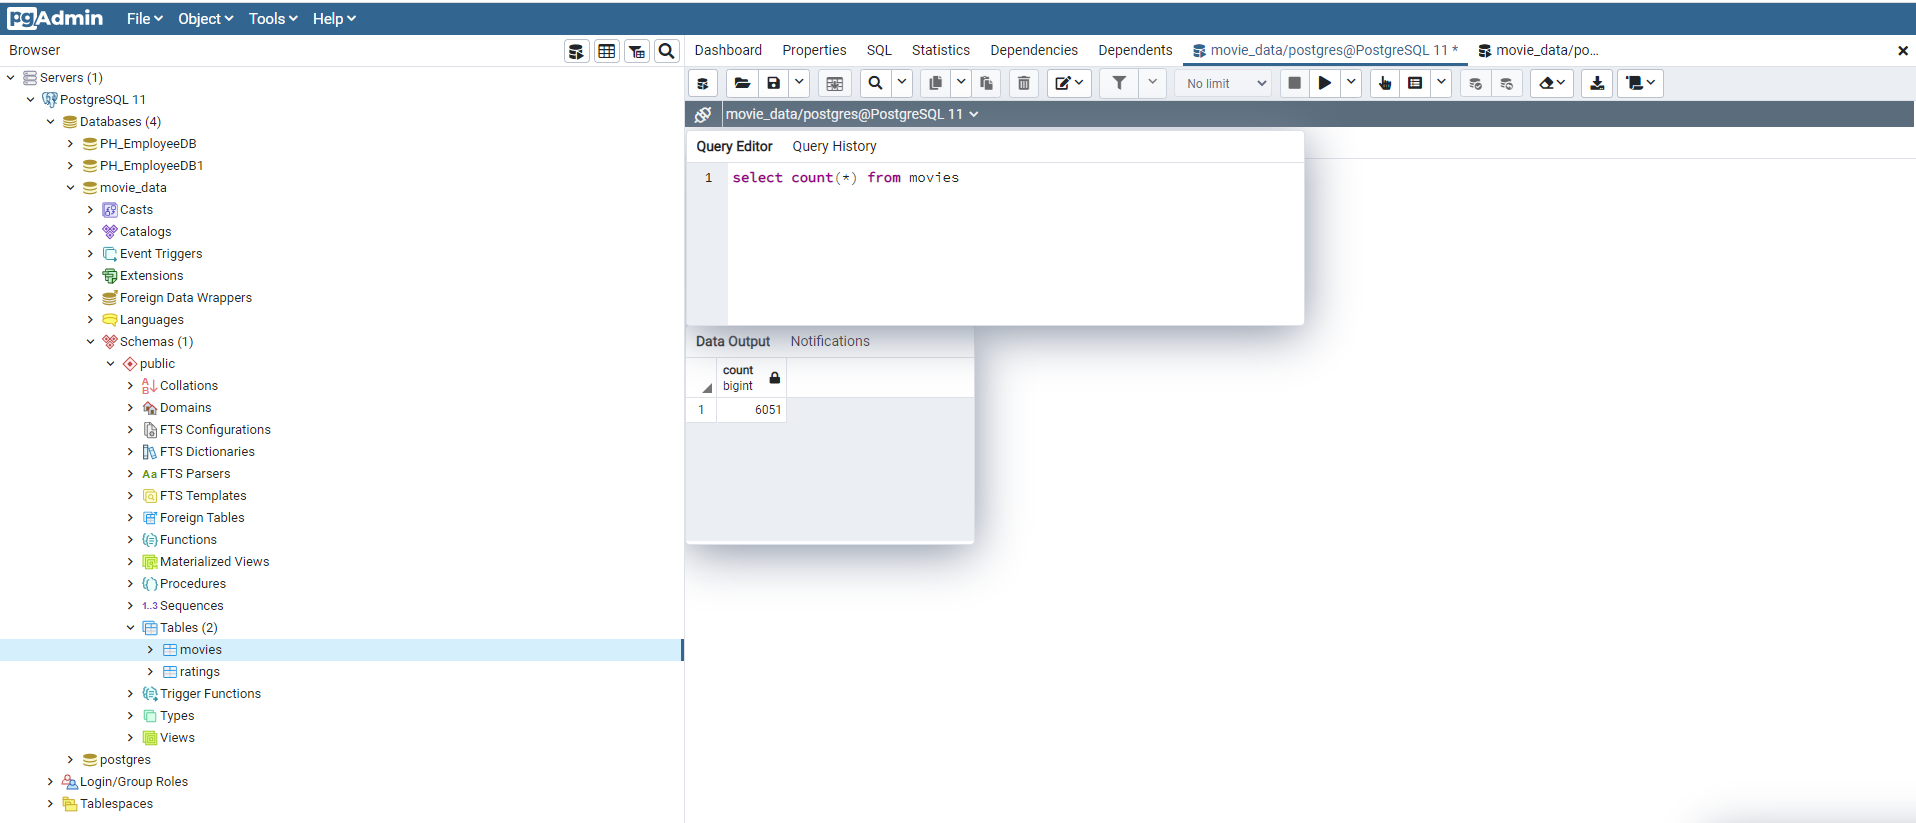 pgAdmin File Object Tools Help
Browser
Dashboard Properties SQL Statistics Dependencies Dependents movie_data/postgres@PostgreSQL 11 * movie_data/po...
No limit
movie_data/postgres@PostgreSQL 11
Servers (1)
PostgreSQL 11
Databases (4)
PH_EmployeeDB
PH_EmployeeDB1
movie_data
Casts
Catalogs
Event Triggers
Extensions
Foreign Data Wrappers
Languages
Schemas (1)
public
Collations
Domains
FTS Configurations
FTS Dictionaries
Aa FTS Parsers
FTS Templates
Foreign Tables
Functions
Materialized Views
Procedures
1..3 Sequences
Tables (2)
movies
ratings
Trigger Functions
Types
Views
postgres
Login/Group Roles
Tablespaces
Query Editor Query History
1 select count(*) from movies
Data Output Notifications
count
bigint
1 6051